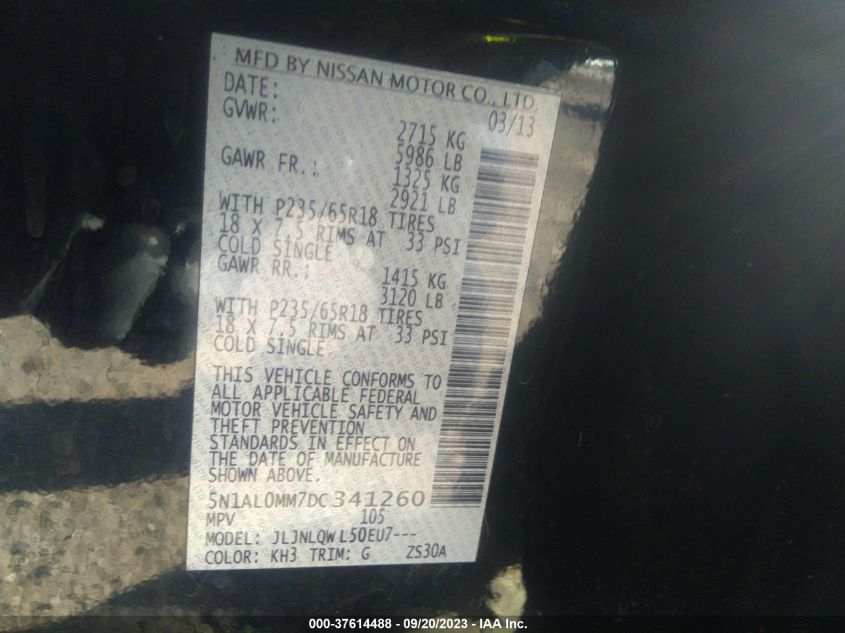 MFD BY NISSAN MOTOR CO., LTD.
DATE: 03/13
GVWR: 2715 KG
5986 LB
GAWR FR.: 1325 KG
2921 LB
WITH P235/65R18 TIRES
18 X 7.5 RIMS AT 33 PSI
COLD SINGLE
GAWR RR.: 1415 KG
3120 LB
WITH P235/65R18 TIRES
18 X 7.5 RIMS AT 33 PSI
COLD SINGLE
THIS VEHICLE CONFORMS TO
ALL APPLICABLE FEDERAL
MOTOR VEHICLE SAFETY AND
THEFT PREVENTION
STANDARDS IN EFFECT ON
THE DATE OF MANUFACTURE
SHOWN ABOVE.
5N1AL0MM7DC341260
MPV 105
MODEL: JLJNLQWL50EU7---
COLOR: KH3 TRIM: G ZS30A
000-37614488 - 09/20/2023 - IAA Inc.